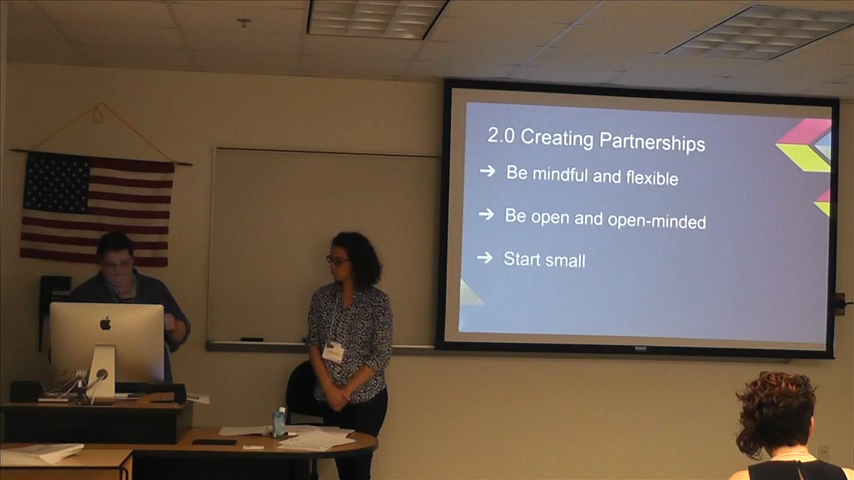 2.0 Creating Partnerships
➔ Be mindful and flexible
➔ Be open and open-minded
➔ Start small